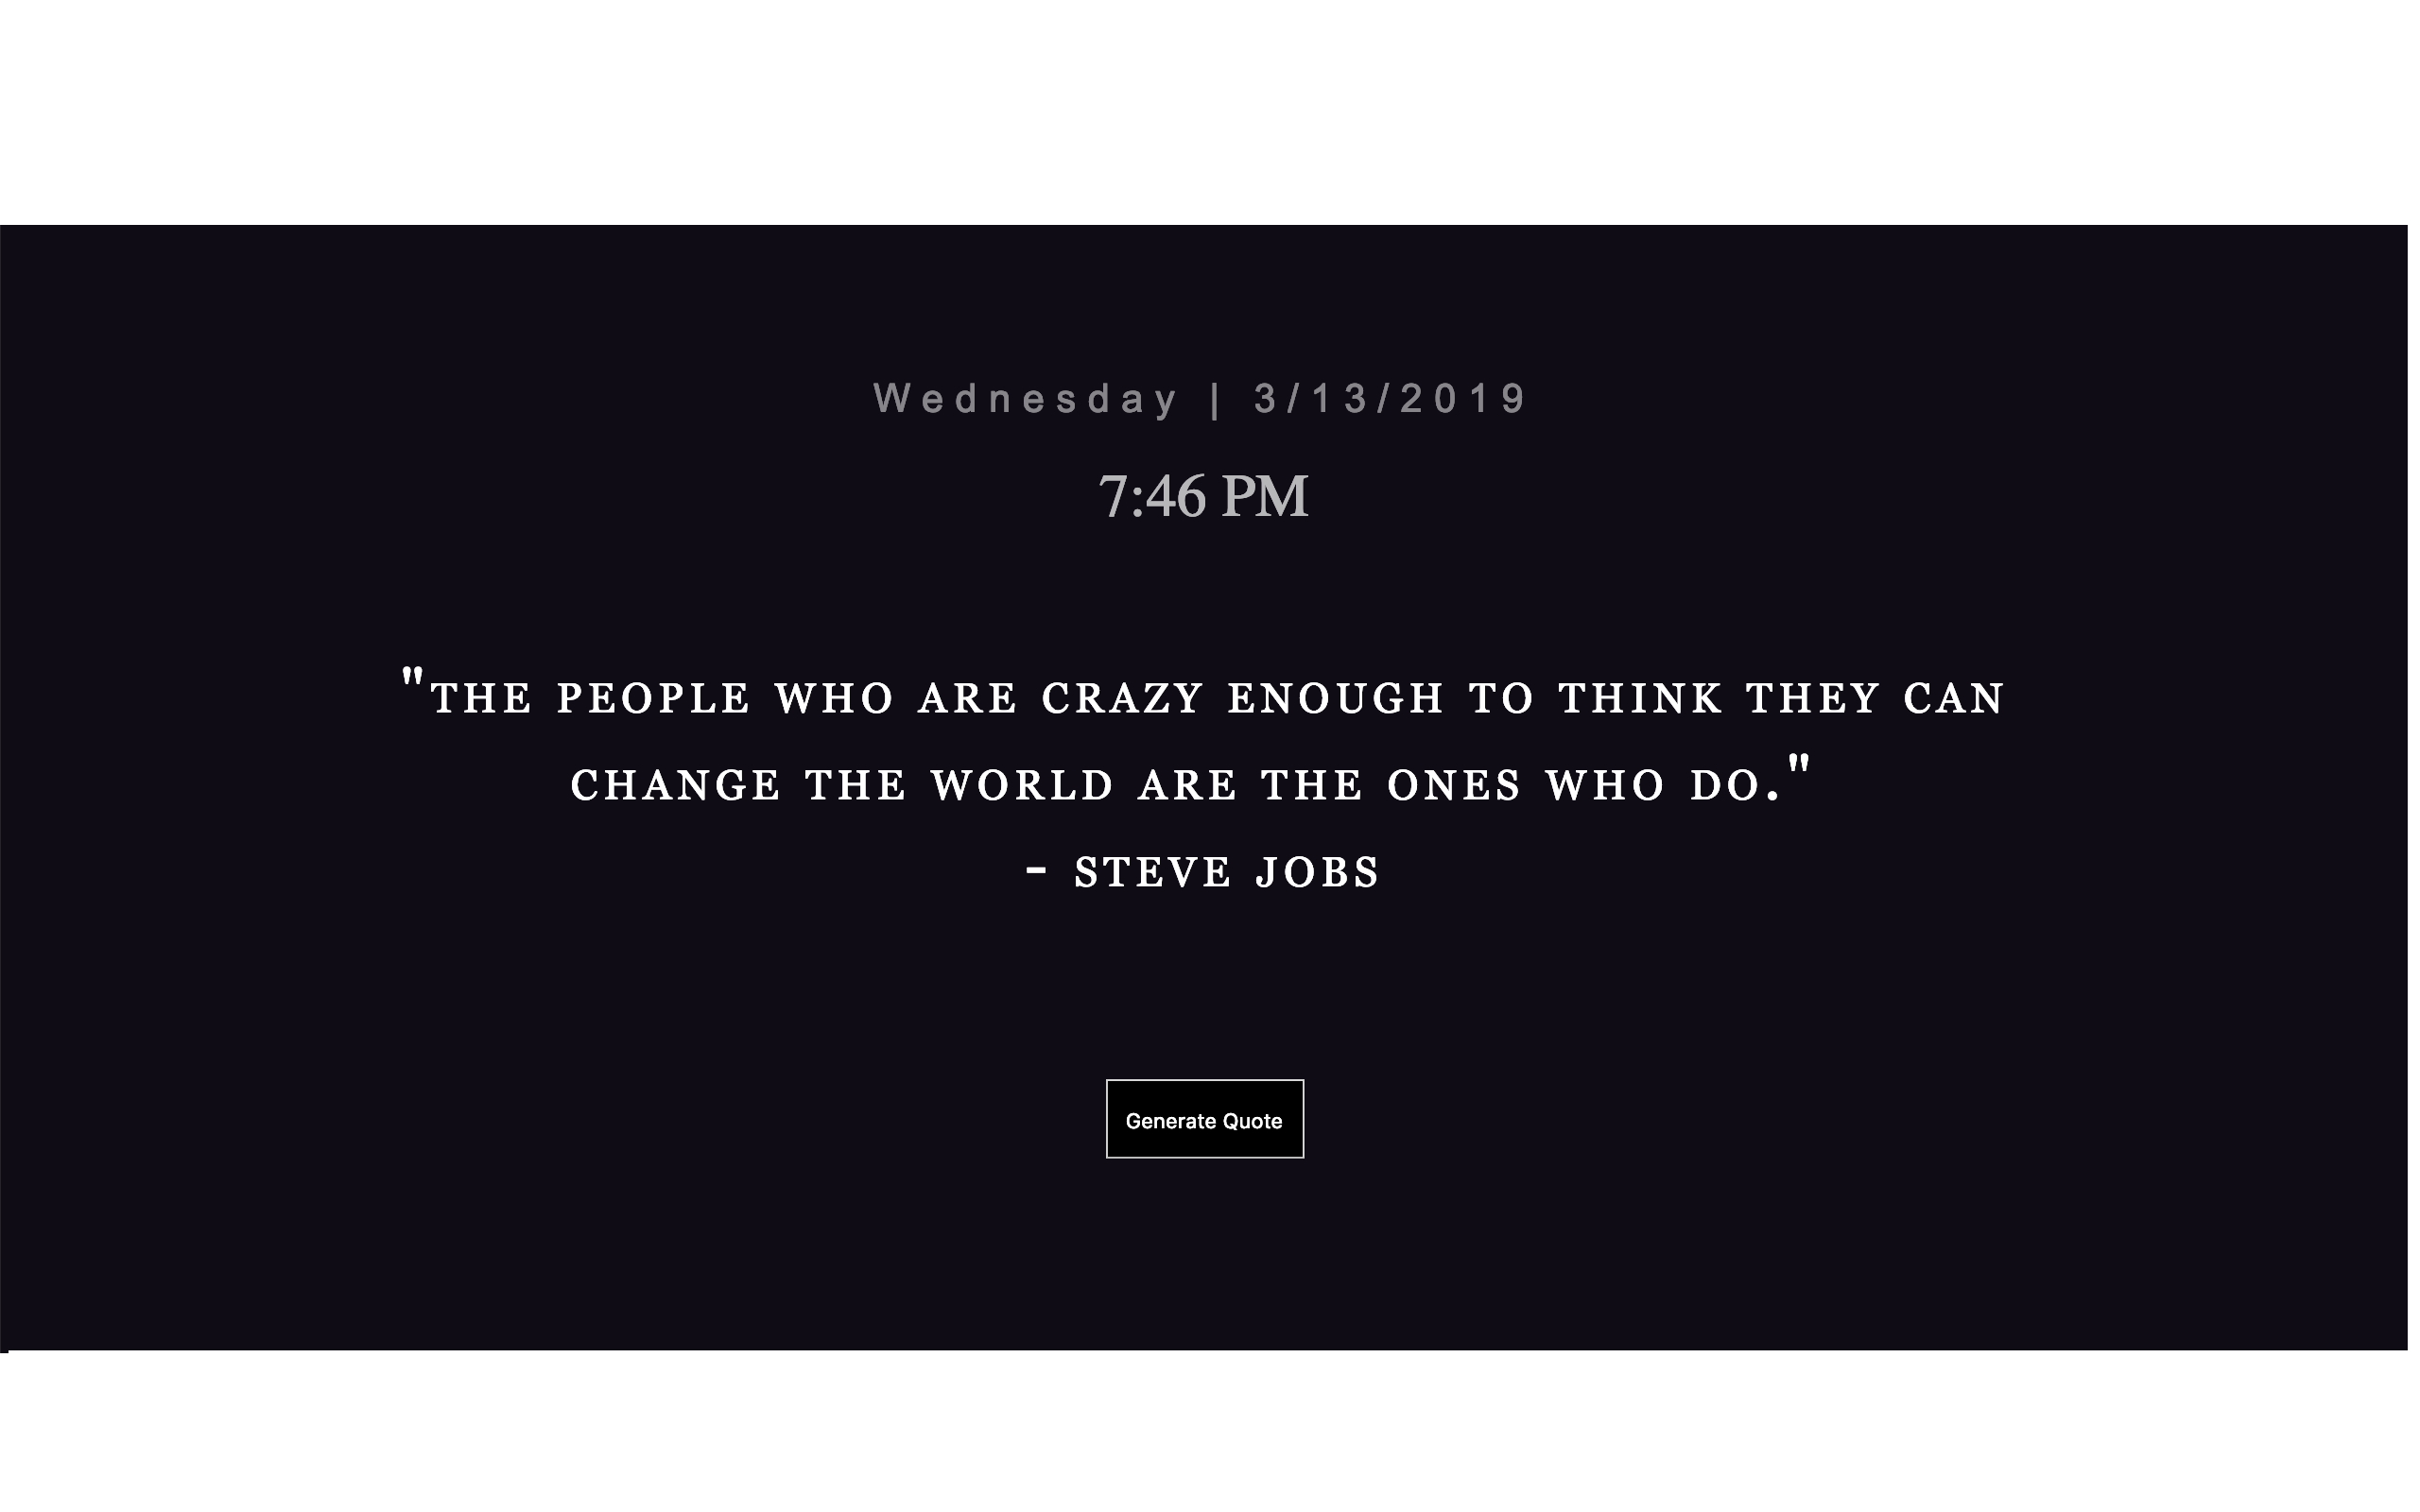 Wednesday | 3/13/2019
7:46 PM
"THE PEOPLE WHO ARE CRAZY ENOUGH TO THINK THEY CAN
CHANGE THE WORLD ARE THE ONES WHO DO."
- STEVE JOBS
Generate Quote